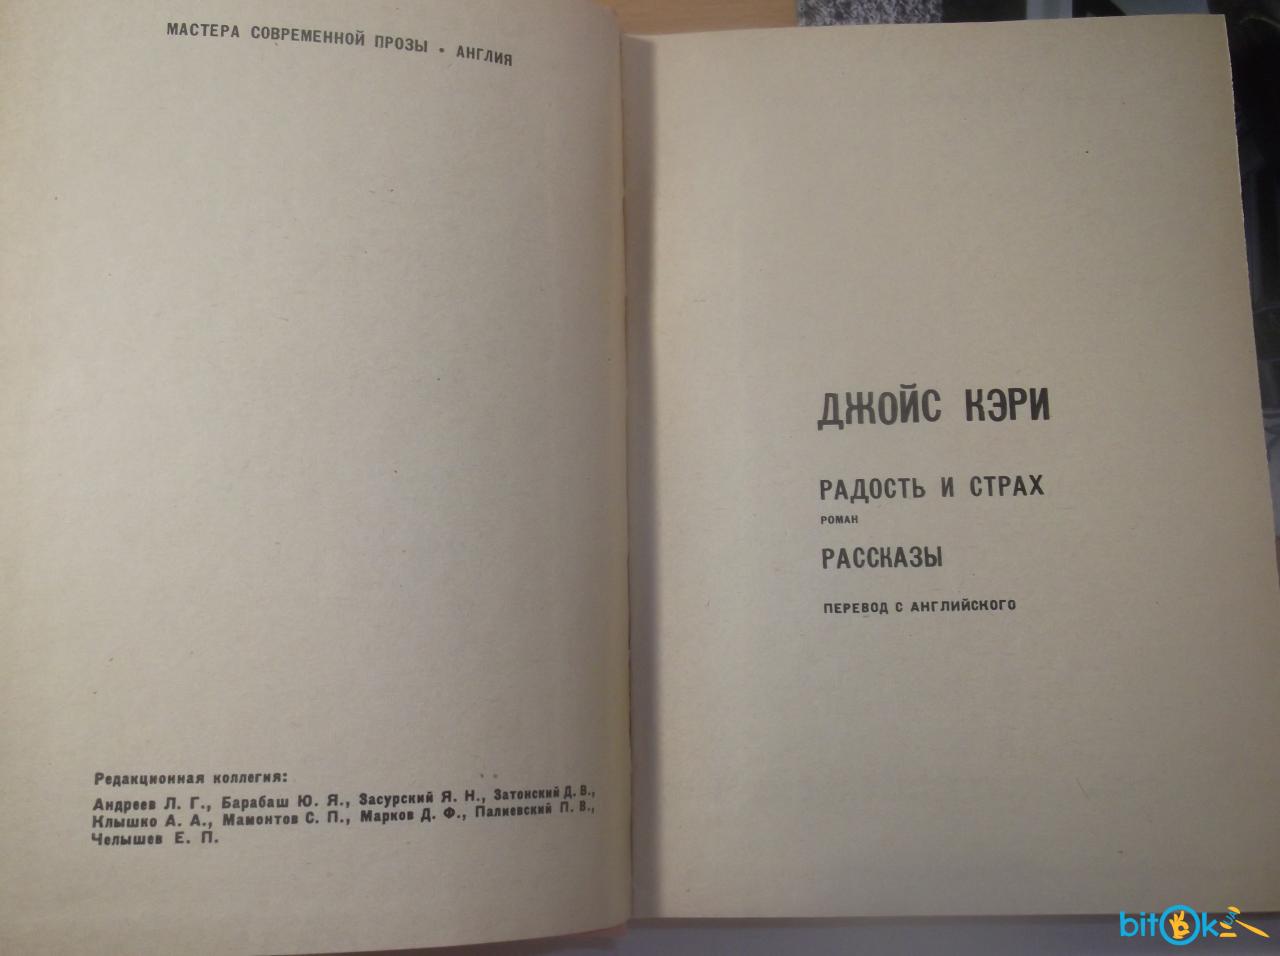 МАСТЕРА СОВРЕМЕННОЙ ПРОЗЫ • АНГЛИЯ
Редакционная коллегия:
Андреев Л. Г., Барабаш Ю. Я., Засурский Я. Н., Затонский Д. В.,
Клышко А. А., Мамонтов С. П., Марков Д. Ф., Палиевский П. В.,
Челышев Е. П.
ДЖОЙС КЭРИ
РАДОСТЬ И СТРАХ
РОМАН
РАССКАЗЫ
ПЕРЕВОД С АНГЛИЙСКОГО
bitOk UA